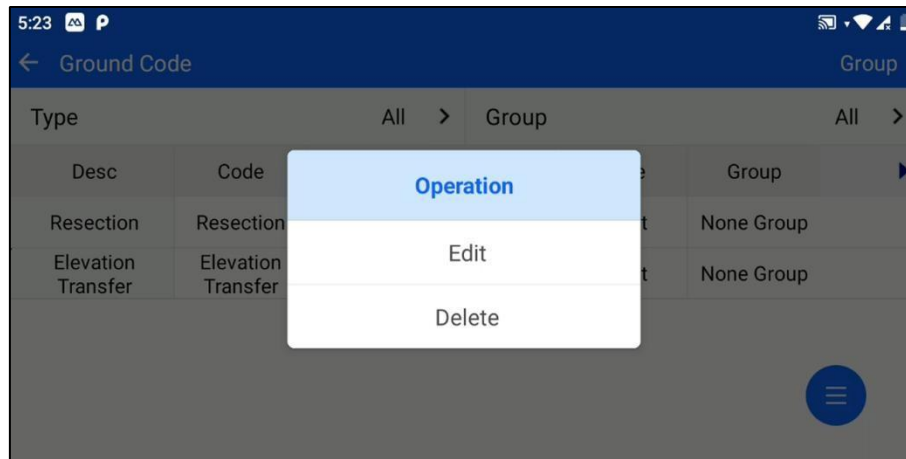 5:23
Ground Code Group
Type All Group All
Desc Code Group
Operation
Resection Resection None Group
Edit
Elevation Transfer Elevation Transfer None Group
Delete